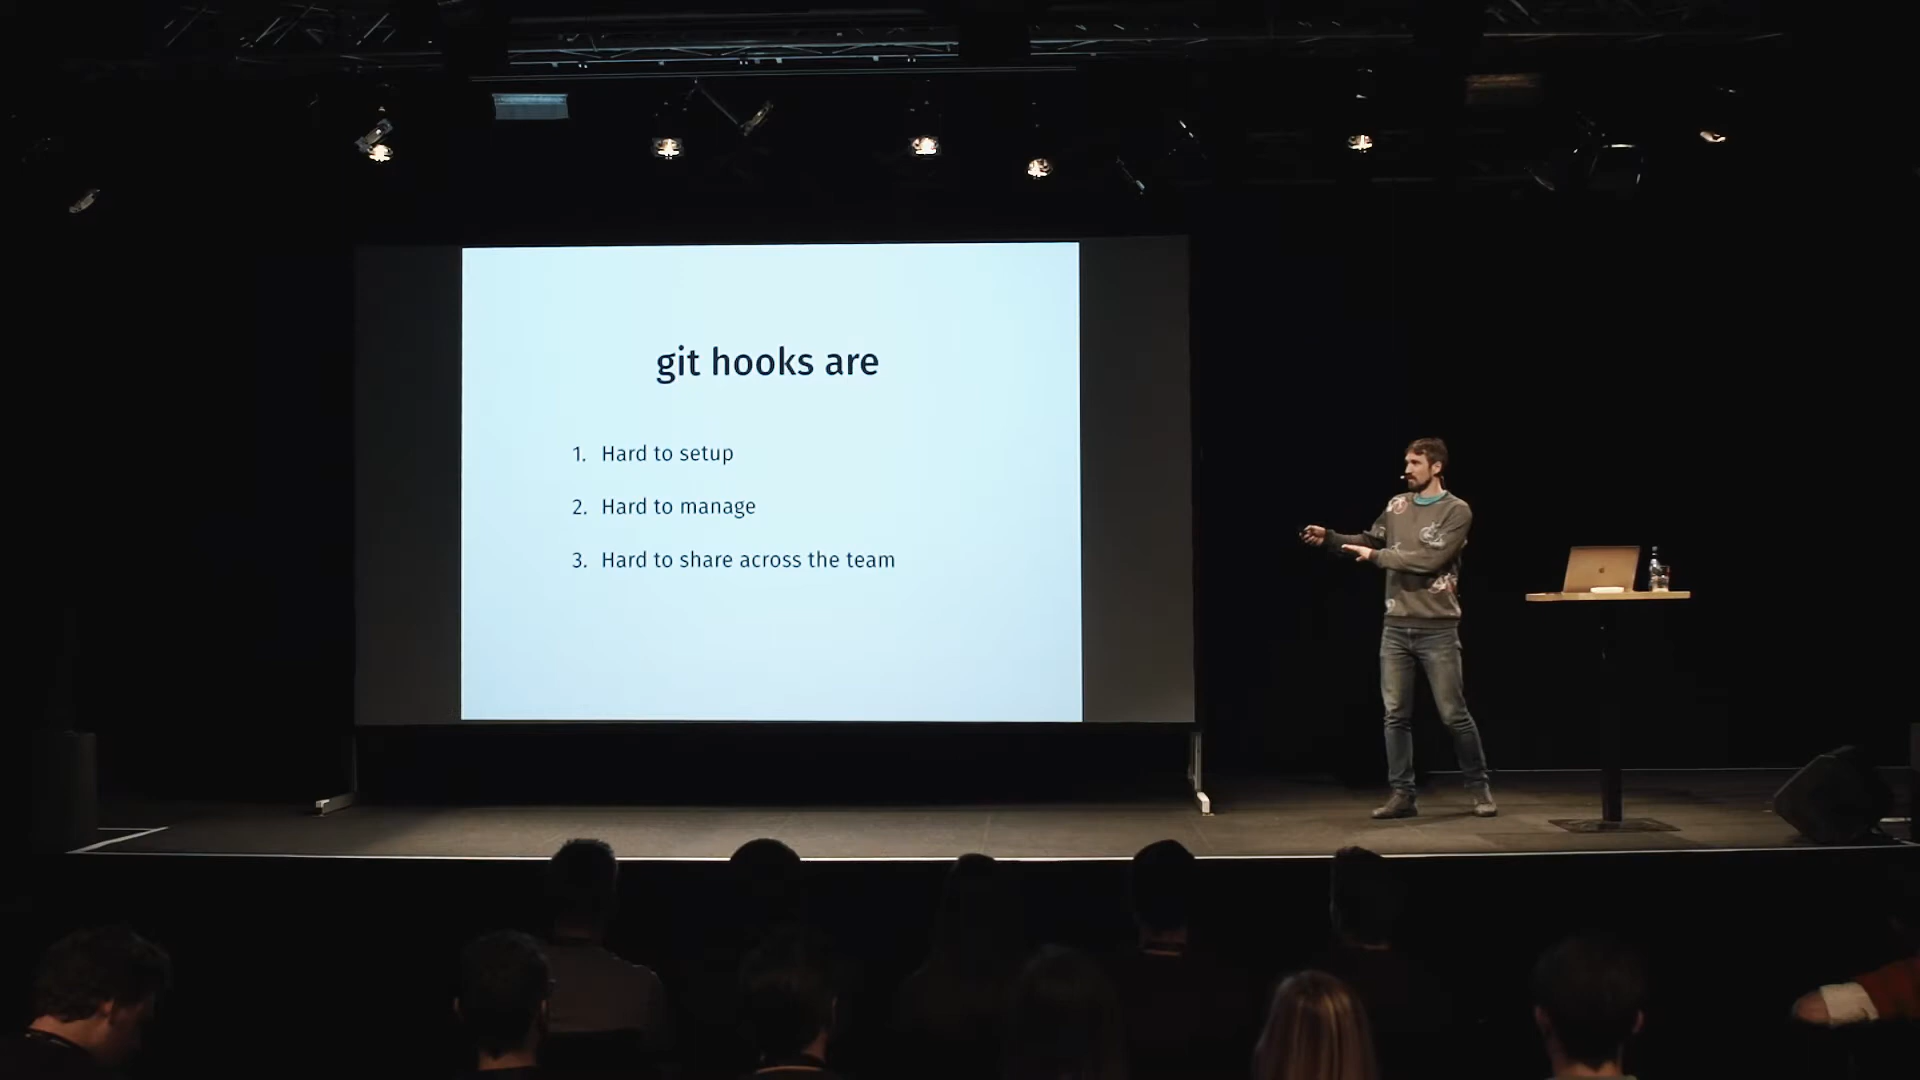 git hooks are
1. Hard to setup
2. Hard to manage
3. Hard to share across the team